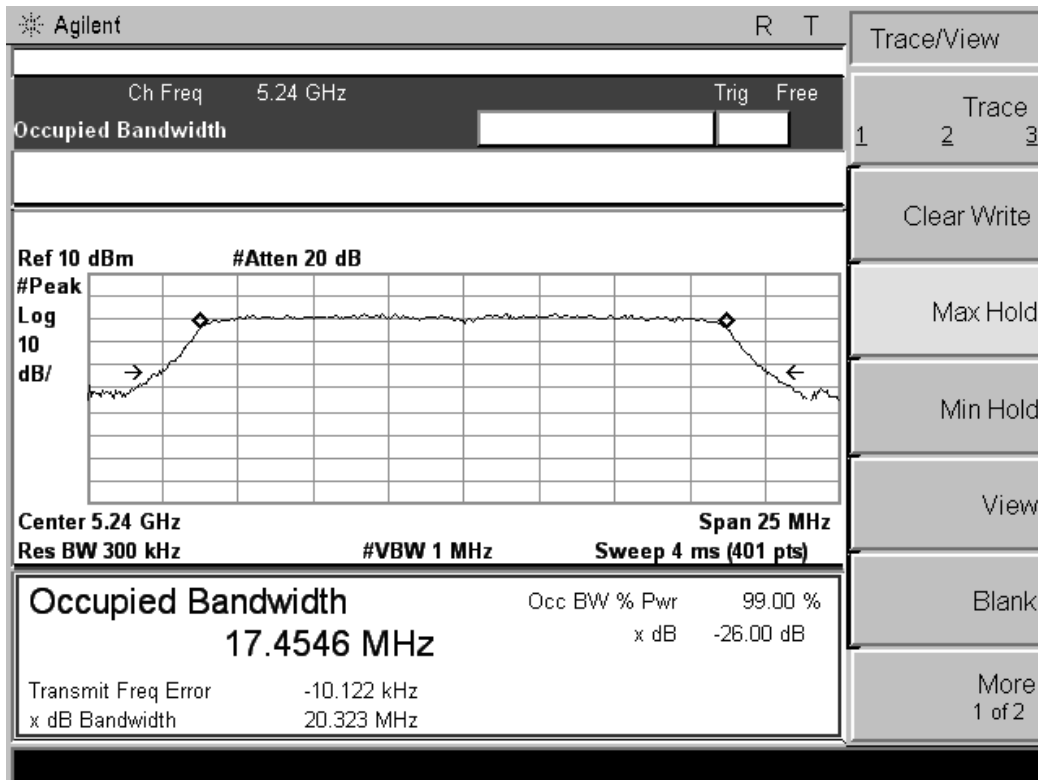 Agilent R T
Trace/View
Ch Freq 5.24 GHz Trig Free
Occupied Bandwidth
Trace
1 2 3
Clear Write
Ref 10 dBm #Atten 20 dB
#Peak
Log
10
dB/
Max Hold
Min Hold
View
Center 5.24 GHz Span 25 MHz
Res BW 300 kHz #VBW 1 MHz Sweep 4 ms (401 pts)
Occupied Bandwidth
17.4546 MHz
Occ BW % Pwr 99.00 %
x dB -26.00 dB
Transmit Freq Error -10.122 kHz
x dB Bandwidth 20.323 MHz
Blank
More
1 of 2